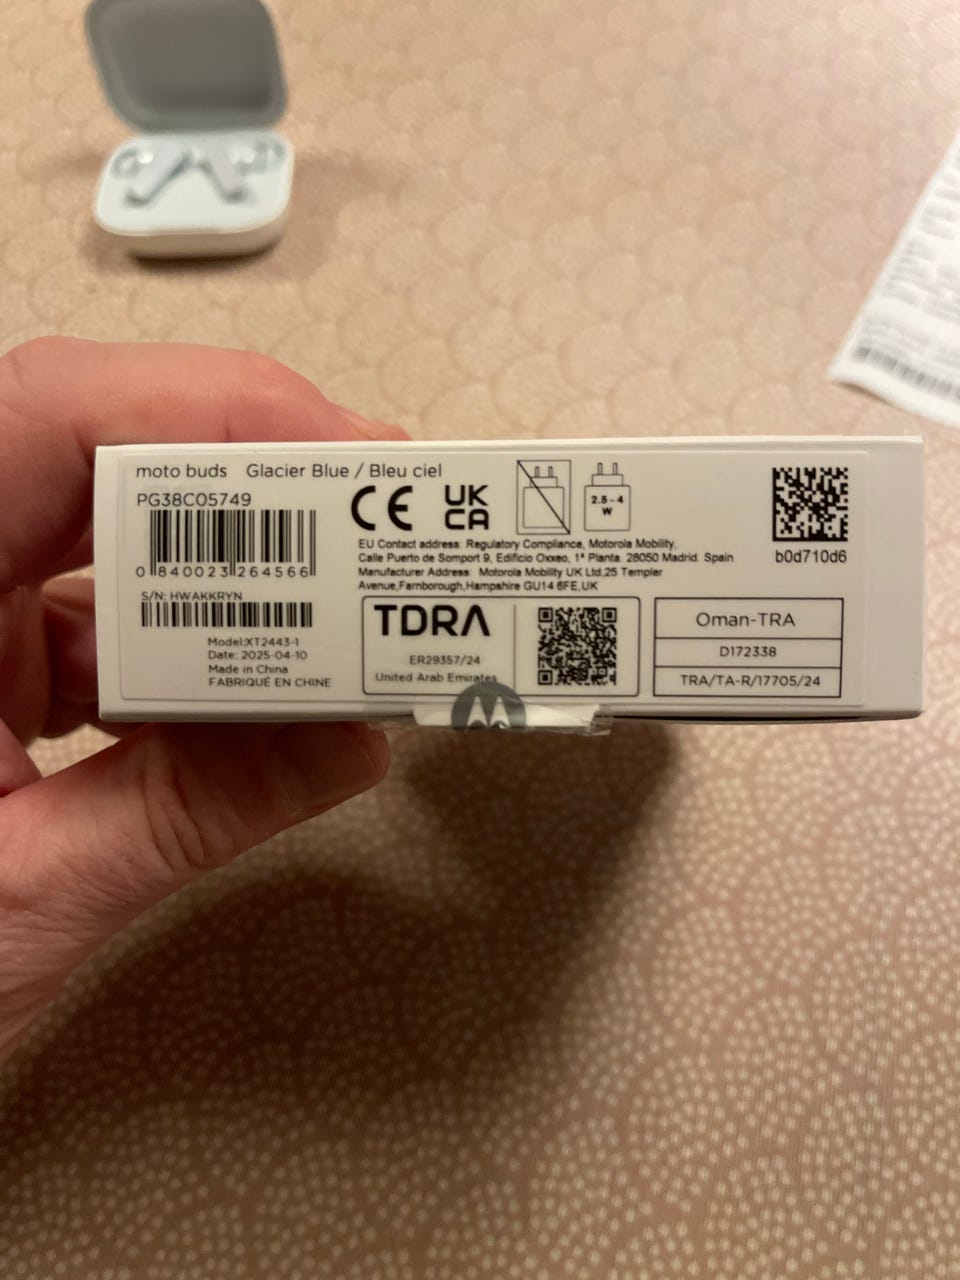 moto buds Glacier Blue / Bleu ciel
PG38C05749
0 840023 264566
S/N: HWAKKRYN
Model:XT2443-1
Date: 2025-04-10
Made in China
FABRIQUÉ EN CHINE
CE UK CA
2.5 - 4 W
EU Contact address: Regulatory Compliance, Motorola Mobility,
Calle Puerto de Somport 9, Edificio Oxxeo, 1ª Planta. 28050 Madrid. Spain
Manufacturer Address: Motorola Mobility UK Ltd,25 Templer
Avenue,Farnborough,Hampshire GU14 6FE,UK
TDRA
ER29357/24
United Arab Emirates
b0d710d6
Oman-TRA
D172338
TRA/TA-R/17705/24